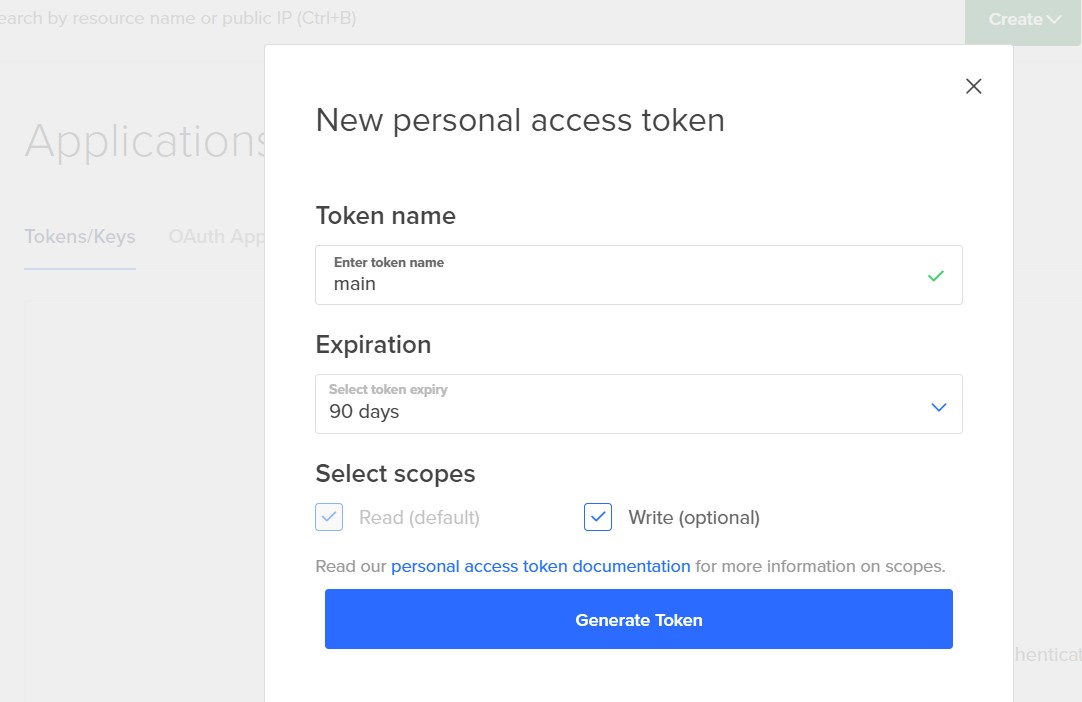 earch by resource name or public IP (Ctrl+B)
Create
New personal access token
Applications
Token name
Tokens/Keys
OAuth App
Enter token name
main
Expiration
Select token expiry
90 days
Select scopes
Read (default)
Write (optional)
Read our personal access token documentation for more information on scopes.
Generate Token
henticat